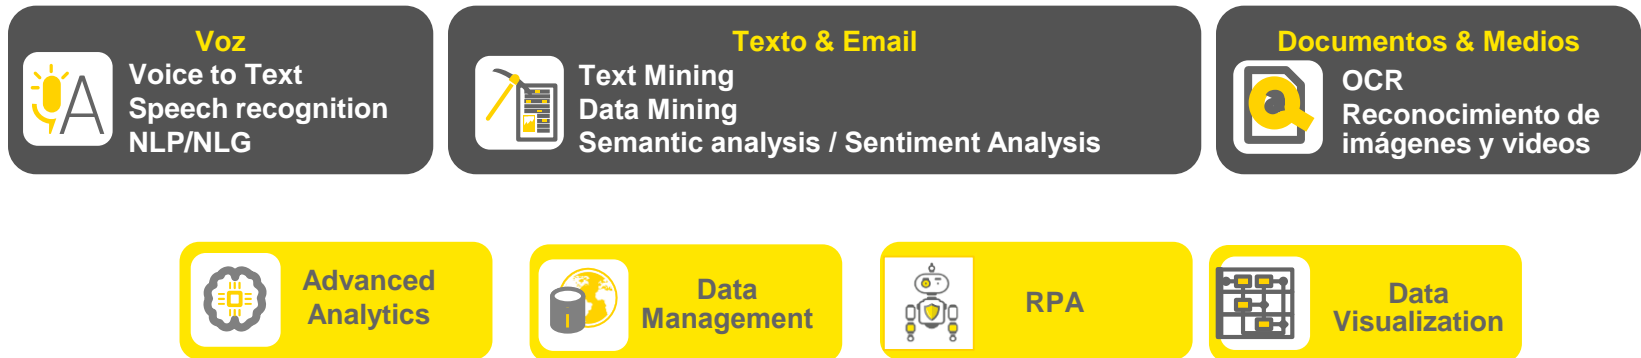 Voz
Voice to Text
Speech recognition
NLP/NLG
Texto & Email
Text Mining
Data Mining
Semantic analysis / Sentiment Analysis
Documentos & Medios
OCR
Reconocimiento de
imágenes y videos
Advanced
Analytics
Data
Management
RPA
Data
Visualization